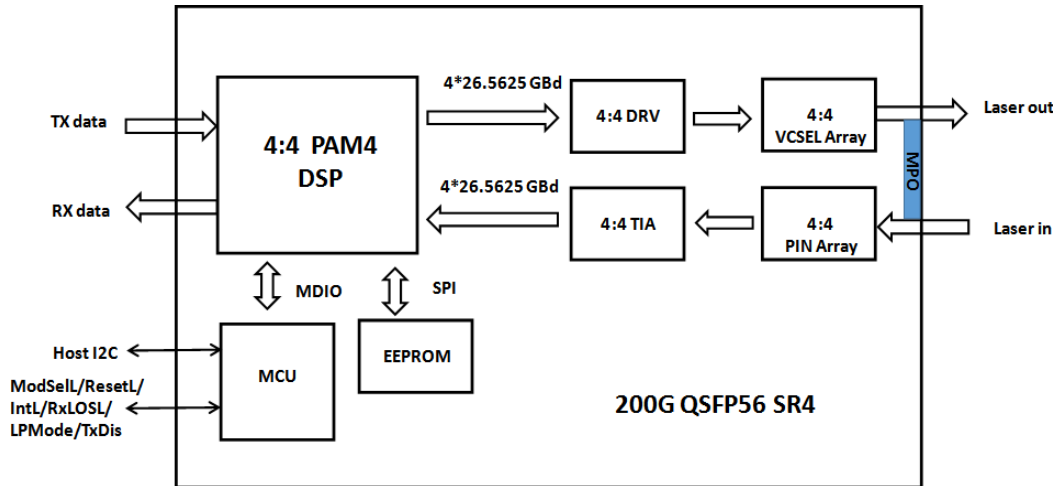 TX data
4:4 PAM4
DSP
4*26.5625 GBd
4:4 DRV
4:4
VCSEL Array
Laser out
MPO
RX data
4*26.5625 GBd
4:4 TIA
4:4
PIN Array
Laser in
MDIO
SPI
Host I2C
MCU
EEPROM
ModSelL/ResetL/
IntL/RxLOSL/
LPMode/TxDis
200G QSFP56 SR4